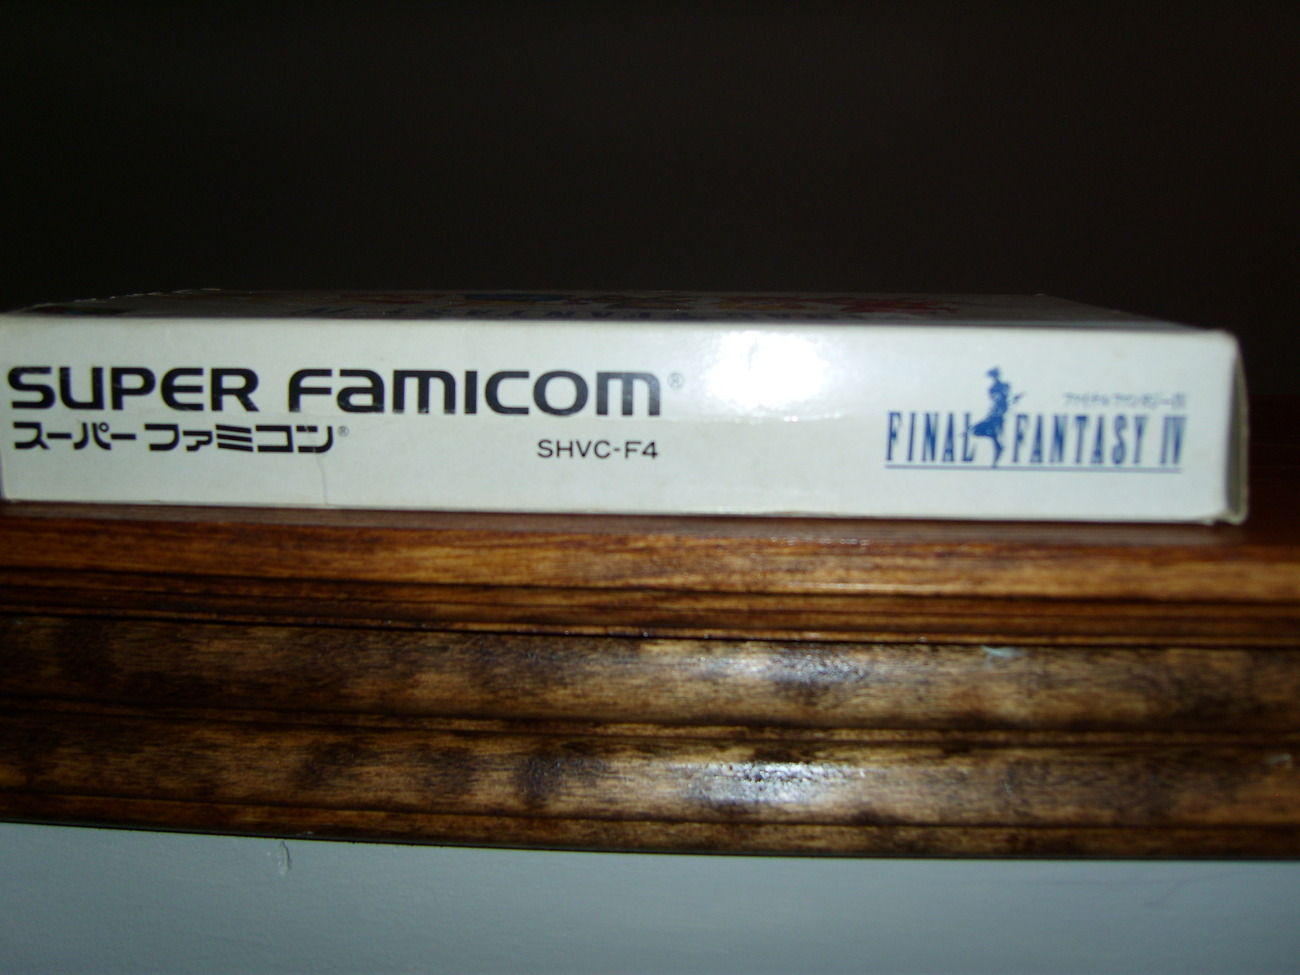 SUPER FAMICOM®
スーパーファミコン®
SHVC-F4
ファイナルファンタジーIV
FINAL FANTASY IV